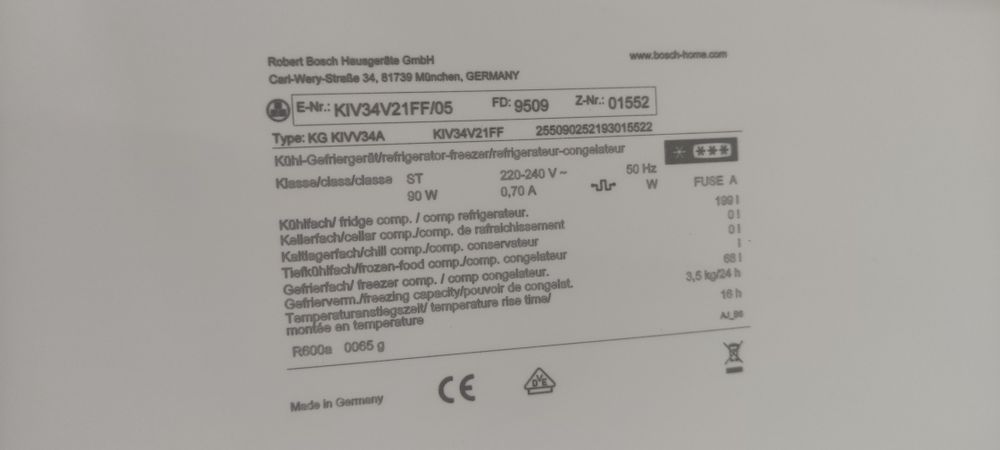 Robert Bosch Hausgeräte GmbH www.bosch-home.com
Carl-Wery-Straße 34, 81739 München, GERMANY
E-Nr.: KIV34V21FF/05 FD: 9509 Z-Nr.: 01552
Type: KG KIVV34A KIV34V21FF 255090252193015522
Kühl-Gefriergerät/refrigerator-freezer/refrigerateur-congelateur * ***
Klasse/class/classe ST 220-240 V ~ 50 Hz FUSE A
90 W 0,70 A W
Kühlfach/ fridge comp. / comp refrigerateur. 199 l
Kellerfach/cellar comp./comp. de rafraichissement 0 l
Kaltlagerfach/chill comp./comp. conservateur 0 l
Tiefkühlfach/frozen-food comp./comp. congelateur l
Gefrierfach/ freezer comp. / comp congelateur. 68 l
Gefrierverm./freezing capacity/pouvoir de congelat. 3,5 kg/24 h
Temperaturanstiegszeit/ temperature rise time/ 16 h
montée en temperature
R600a 0065 g
Made in Germany CE DVE